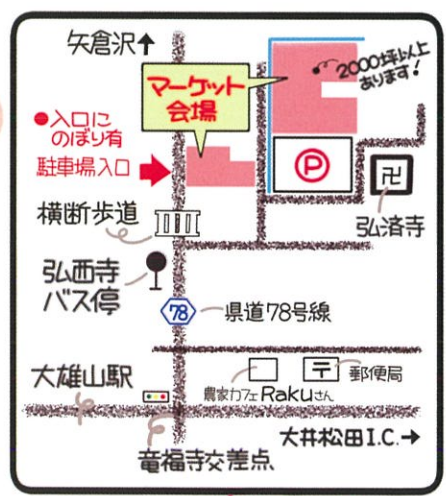 矢倉沢↑
2000坪以上
あります!
マーケット
会場
●入口に
のぼり有
駐車場入口
P
卍
弘済寺
横断歩道
弘西寺
バス停
78
県道78号線
大雄山駅
〒
郵便局
農家カフェRakuさん
大井松田I.C.→
竜福寺交差点